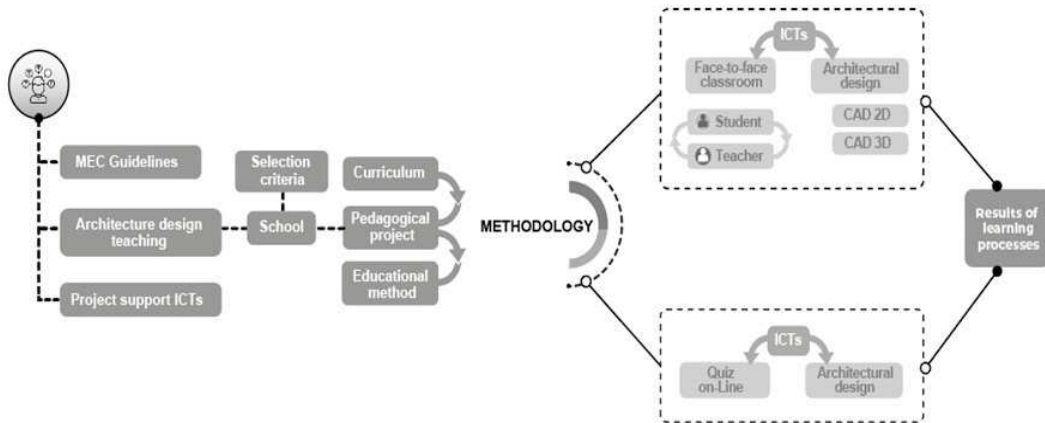 MEC Guidelines
Architecture design
teaching
Project support ICTs
Selection
criteria
School
Curriculum
Pedagogical
project
Educational
method
METHODOLOGY
ICTs
Face-to-face
classroom
Architectural
design
Student
Teacher
CAD 2D
CAD 3D
ICTs
Quiz
on-Line
Architectural
design
Results of
learning
processes